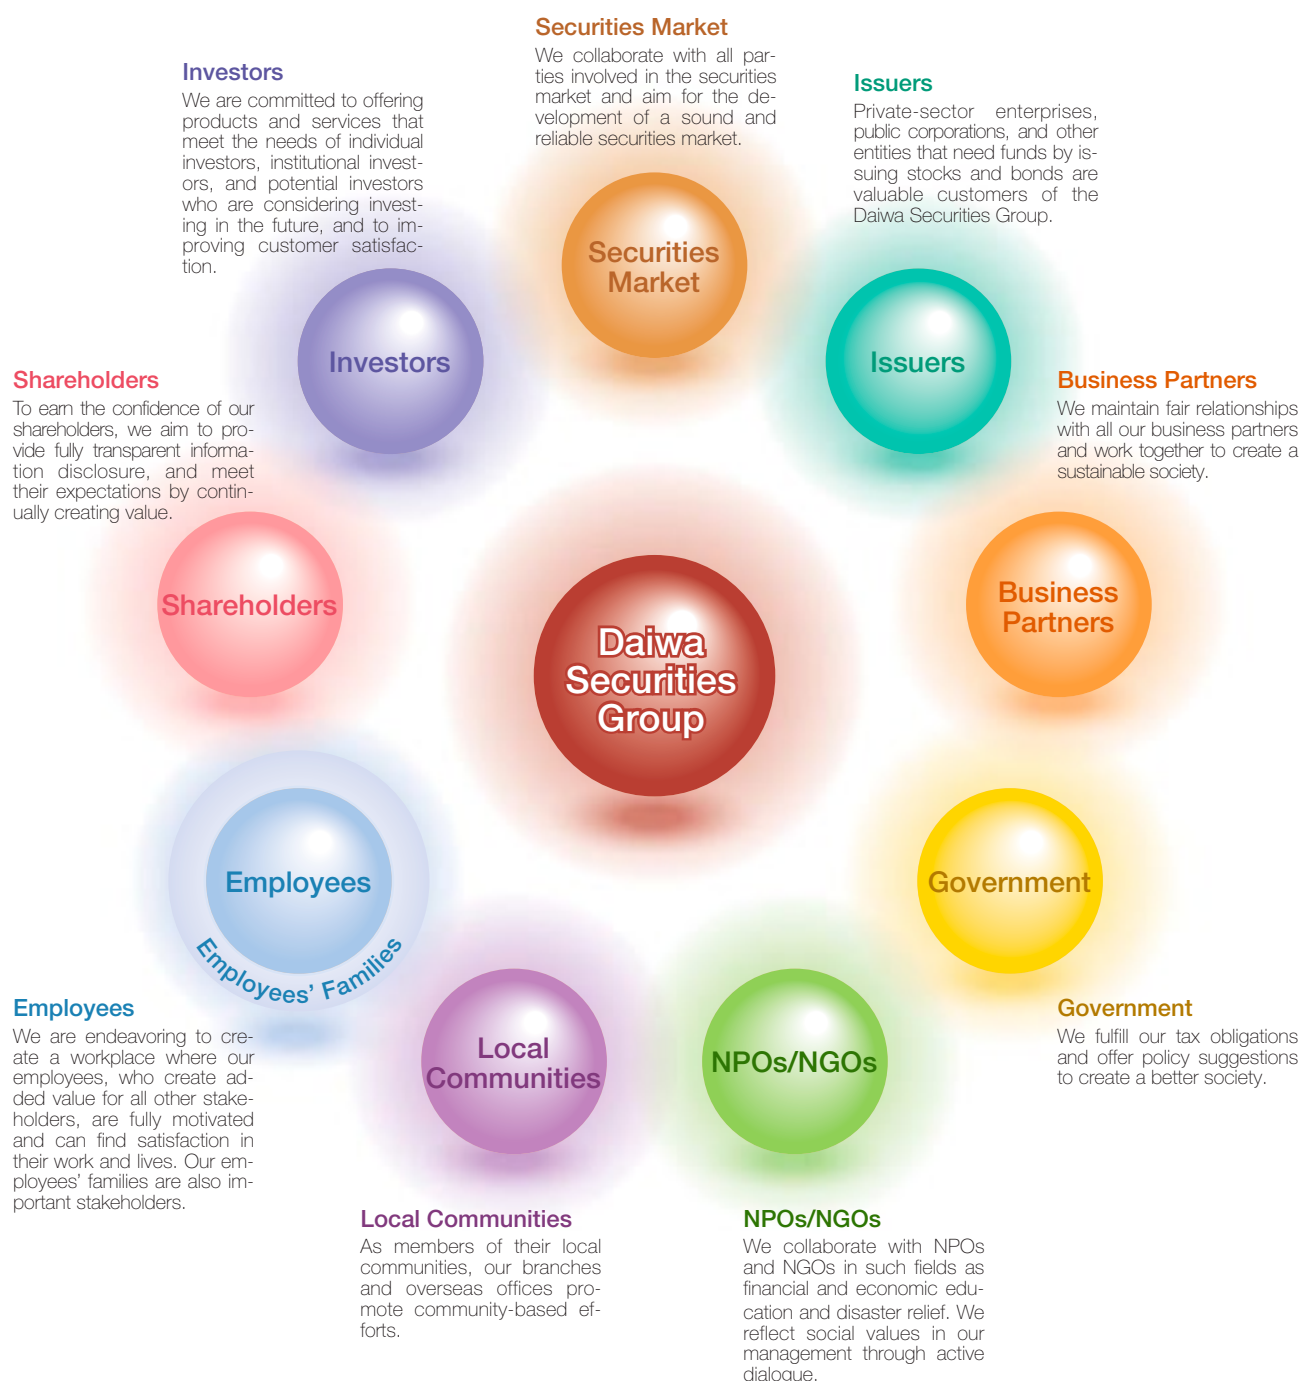 Securities Market
We collaborate with all par-
ties involved in the securities
market and aim for the de-
velopment of a sound and
reliable securities market.
Investors
We are committed to offering
products and services that
meet the needs of individual
investors, institutional invest-
ors, and potential investors
who are considering invest-
ing in the future, and to im-
proving customer satisfac-
tion.
Issuers
Private-sector enterprises,
public corporations, and other
entities that need funds by is-
suing stocks and bonds are
valuable customers of the
Daiwa Securities Group.
Securities
Market
Investors
Issuers
Shareholders
To earn the confidence of our
shareholders, we aim to pro-
vide fully transparent informa-
tion disclosure, and meet
their expectations by contin-
ually creating value.
Business Partners
We maintain fair relationships
with all our business partners
and work together to create a
sustainable society.
Shareholders
Business
Partners
Daiwa
Securities
Group
Employees
Employees' Families
Government
Employees
We are endeavoring to cre-
ate a workplace where our
employees, who create ad-
ded value for all other stake-
holders, are fully motivated
and can find satisfaction in
their work and lives. Our em-
ployees' families are also im-
portant stakeholders.
Local
Communities
NPOs/NGOs
Government
We fulfill our tax obligations
and offer policy suggestions
to create a better society.
Local Communities
As members of their local
communities, our branches
and overseas offices pro-
mote community-based ef-
forts.
NPOs/NGOs
We collaborate with NPOs
and NGOs in such fields as
financial and economic edu-
cation and disaster relief. We
reflect social values in our
management through active
dialogue.